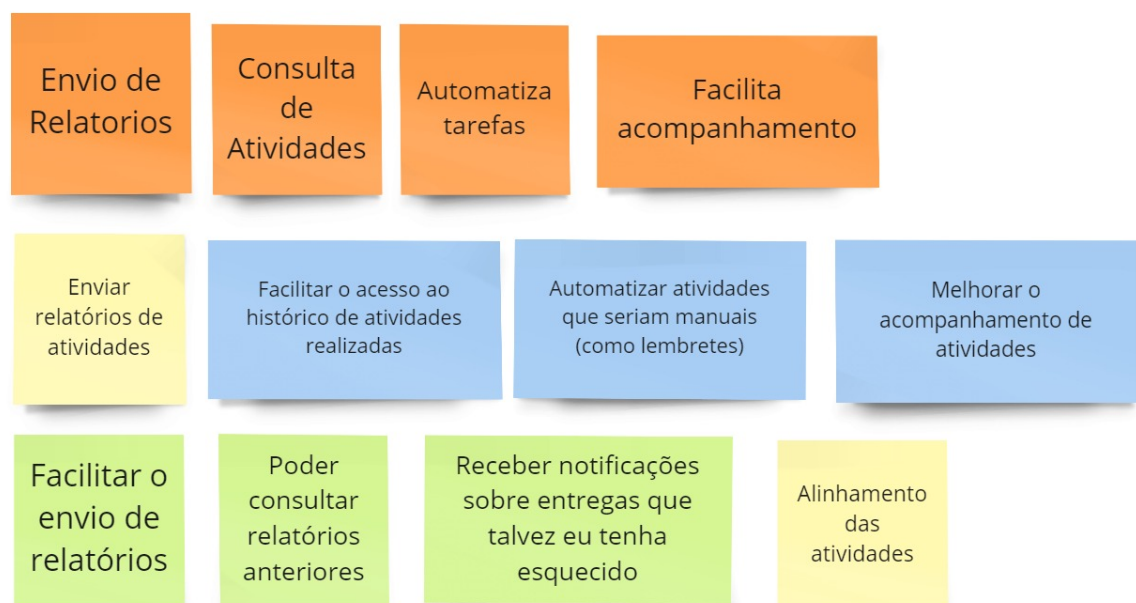 Envio de
Relatorios
Consulta
de
Atividades
Automatiza
tarefas
Facilita
acompanhamento
Enviar
relatórios de
atividades
Facilitar o acesso ao
histórico de atividades
realizadas
Automatizar atividades
que seriam manuais
(como lembretes)
Melhorar o
acompanhamento de
atividades
Facilitar o
envio de
relatórios
Poder
consultar
relatórios
anteriores
Receber notificações
sobre entregas que
talvez eu tenha
esquecido
Alinhamento
das
atividades